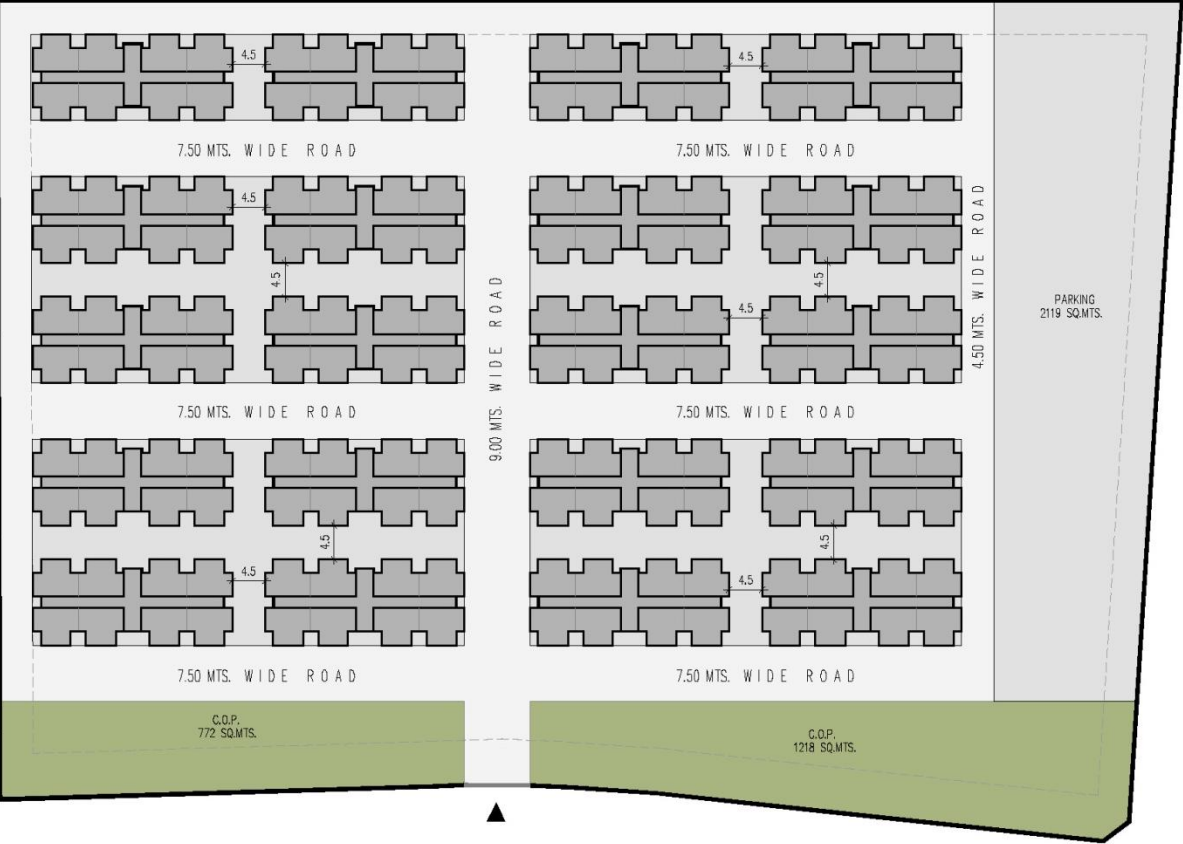 4.5
4.5
7.50 MTS. WIDE ROAD
7.50 MTS. WIDE ROAD
4.5
4.5
4.5
4.50 MTS. WIDE ROAD
9.00 MTS. WIDE ROAD
4.5
PARKING
2119 SQ.MTS.
7.50 MTS. WIDE ROAD
7.50 MTS. WIDE ROAD
4.5
4.5
4.5
4.5
7.50 MTS. WIDE ROAD
7.50 MTS. WIDE ROAD
C.O.P.
772 SQ.MTS.
C.O.P.
1218 SQ.MTS.